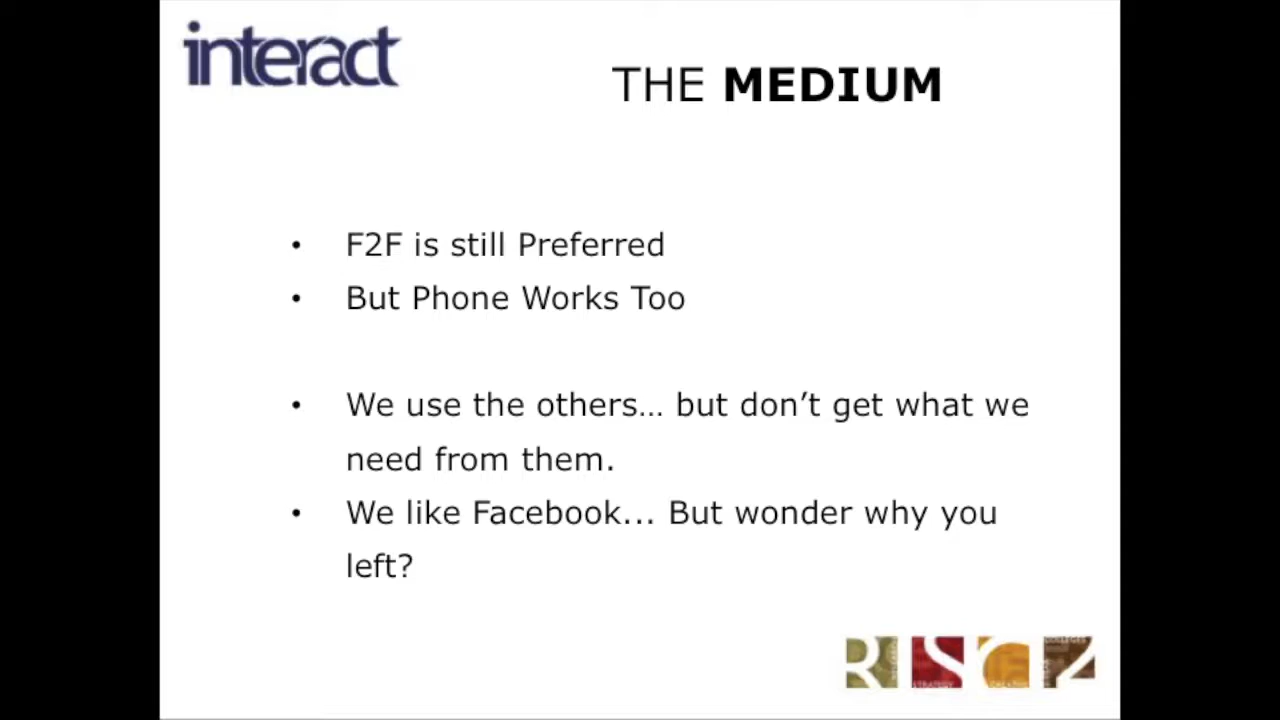 interact
THE MEDIUM
• F2F is still Preferred
• But Phone Works Too
• We use the others… but don’t get what we
need from them.
• We like Facebook... But wonder why you
left?
RISC2